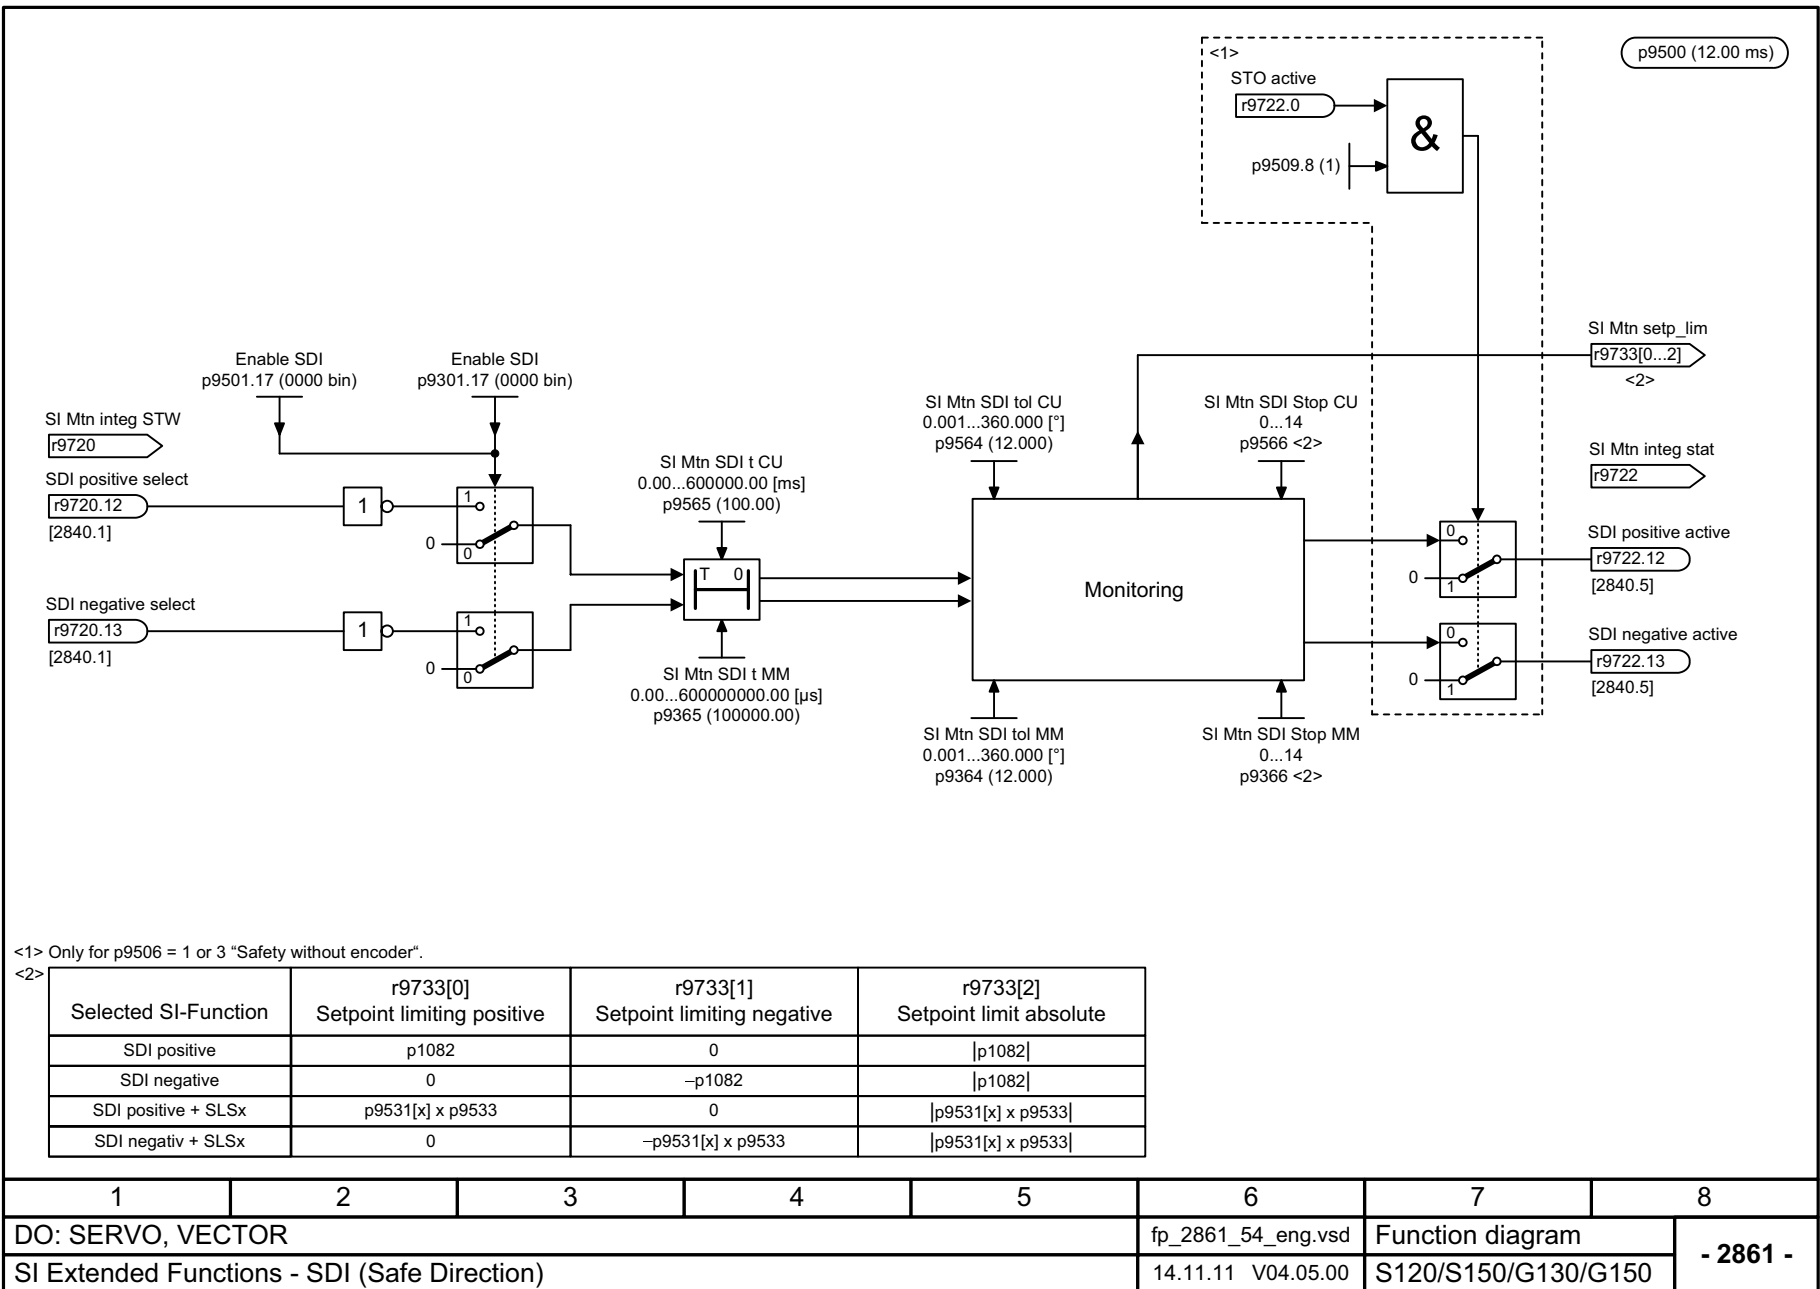 <1>
p9500 (12.00 ms)
STO active
r9722.0
&
p9509.8 (1)
SI Mtn setp_lim
r9733[0...2]
<2>
Enable SDI
p9501.17 (0000 bin)
Enable SDI
p9301.17 (0000 bin)
SI Mtn integ STW
r9720
SDI positive select
r9720.12
[2840.1]
1
1
0
0
SDI negative select
r9720.13
[2840.1]
1
1
0
0
SI Mtn SDI t CU
0.00...600000.00 [ms]
p9565 (100.00)
T 0
SI Mtn SDI t MM
0.00...600000000.00 [µs]
p9365 (100000.00)
SI Mtn SDI tol CU
0.001...360.000 [°]
p9564 (12.000)
SI Mtn SDI Stop CU
0...14
p9566 <2>
Monitoring
SI Mtn SDI tol MM
0.001...360.000 [°]
p9364 (12.000)
SI Mtn SDI Stop MM
0...14
p9366 <2>
SI Mtn integ stat
r9722
0
0
1
SDI positive active
r9722.12
[2840.5]
0
0
1
SDI negative active
r9722.13
[2840.5]
<1> Only for p9506 = 1 or 3 “Safety without encoder“.
<2>
Selected SI-Function
r9733[0]
Setpoint limiting positive
r9733[1]
Setpoint limiting negative
r9733[2]
Setpoint limit absolute
SDI positive p1082 0 |p1082|
SDI negative 0 –p1082 |p1082|
SDI positive + SLSx p9531[x] x p9533 0 |p9531[x] x p9533|
SDI negativ + SLSx 0 –p9531[x] x p9533 |p9531[x] x p9533|
1 2 3 4 5 6 7 8
DO: SERVO, VECTOR fp_2861_54_eng.vsd Function diagram
- 2861 -
SI Extended Functions - SDI (Safe Direction) 14.11.11 V04.05.00 S120/S150/G130/G150